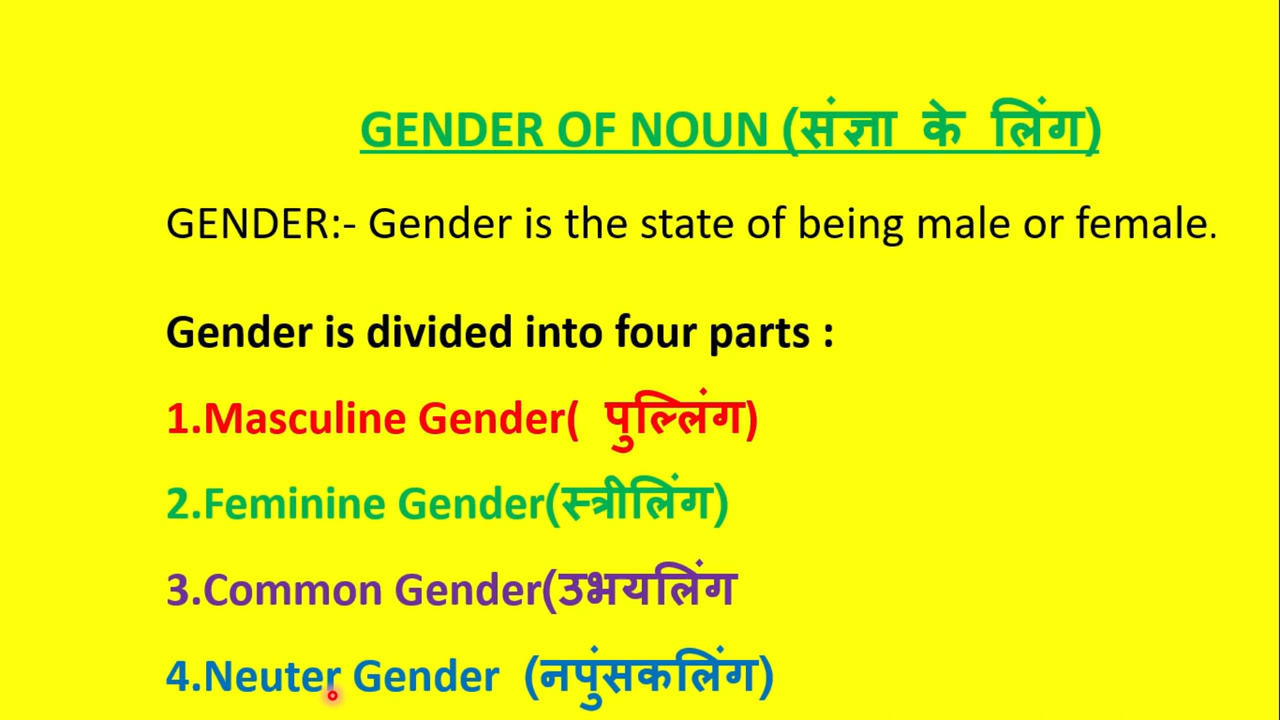 GENDER OF NOUN (संज्ञा के लिंग)
GENDER:- Gender is the state of being male or female.
Gender is divided into four parts :
1.Masculine Gender( पुल्लिंग)
2.Feminine Gender(स्त्रीलिंग)
3.Common Gender(उभयलिंग
4.Neuter Gender (नपुंसकलिंग)